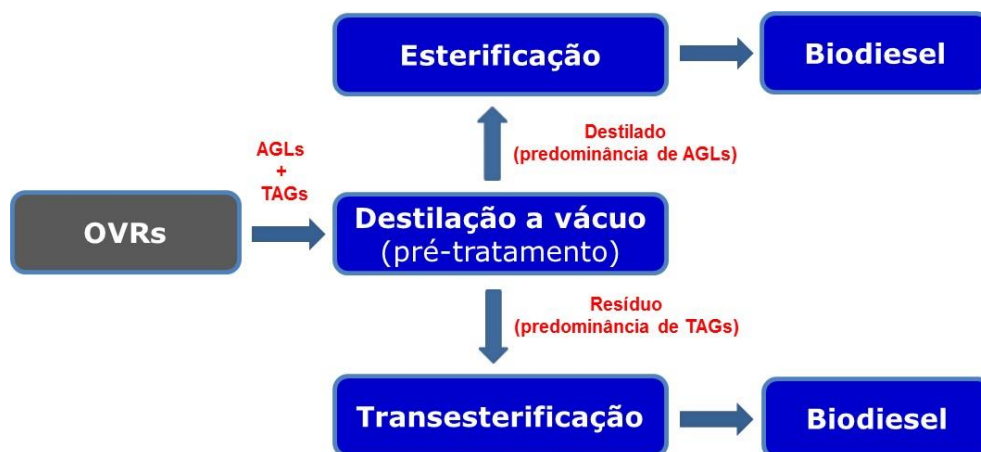 Esterificação
Biodiesel
Destilado
(predominância de AGLs)
AGLs
+
TAGs
OVRs
Destilação a vácuo
(pré-tratamento)
Resíduo
(predominância de TAGs)
Transesterificação
Biodiesel